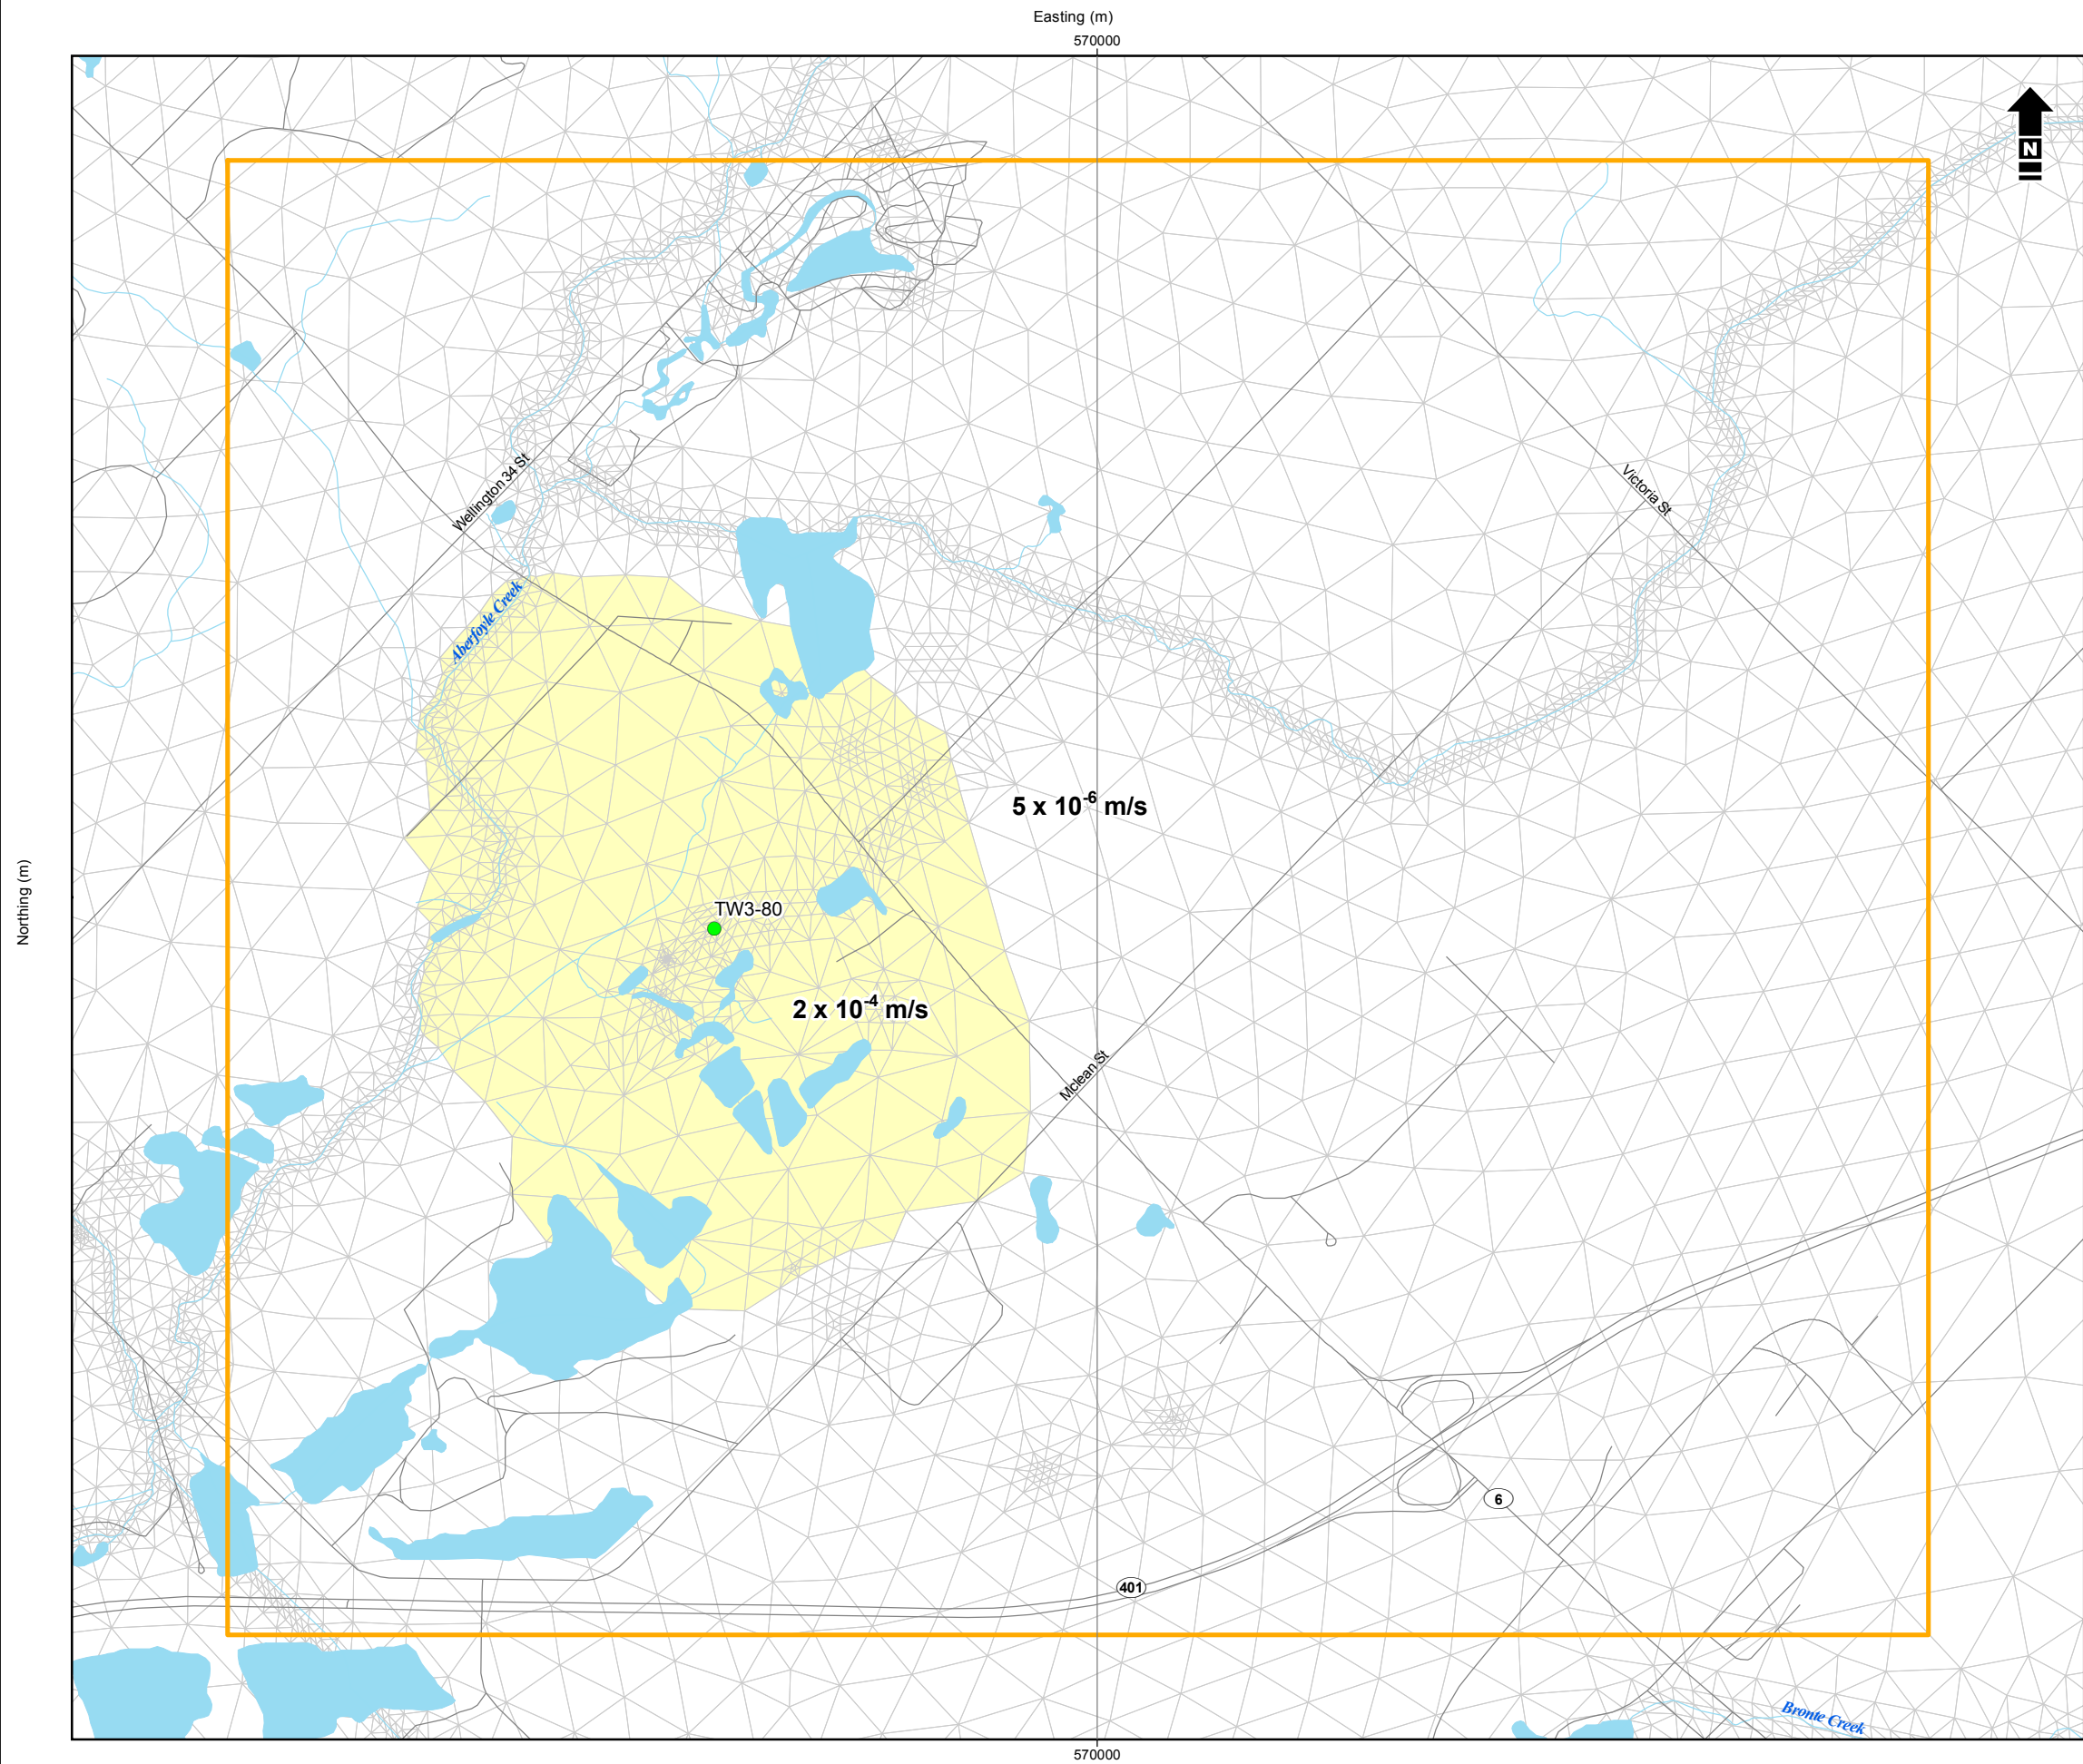 Easting (m)
570000
N
Wellington 34 St
Victoria St
Aberfoyle Creek
5 x 10⁻⁶ m/s
Northing (m)
TW3-80
2 x 10⁻⁴ m/s
Mclean St
6
401
Bronte Creek
570000